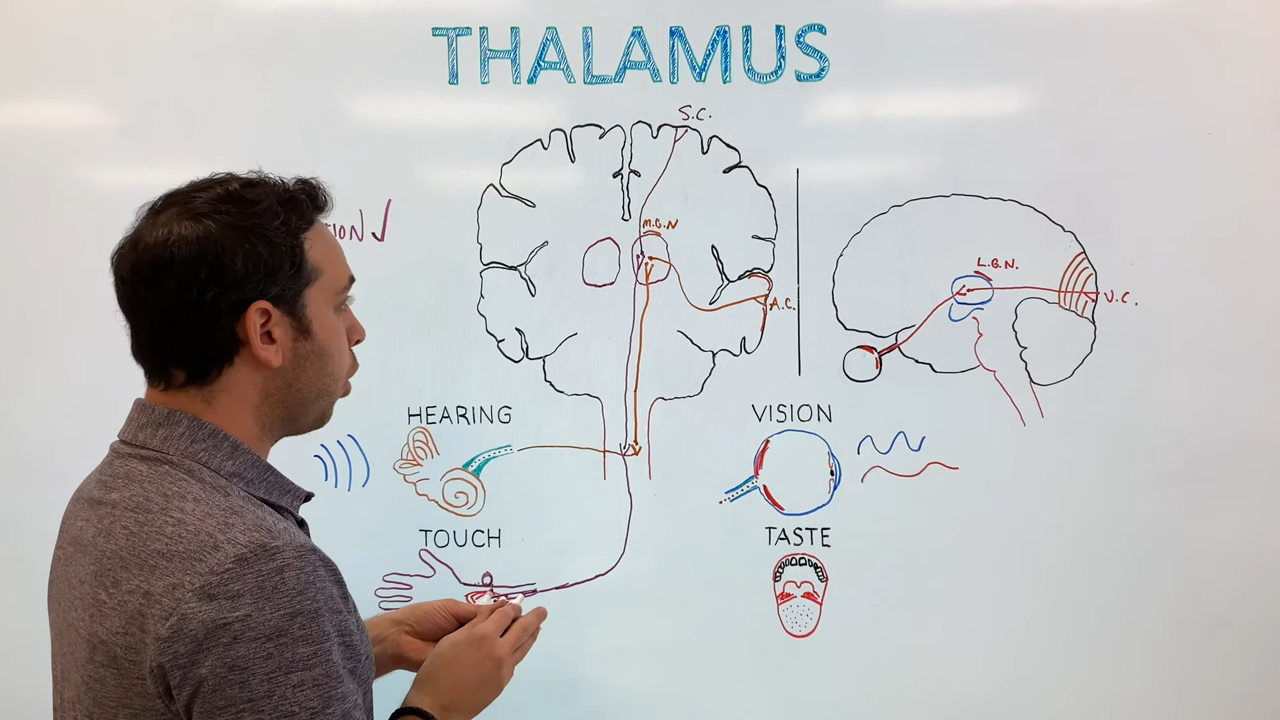 THALAMUS
S.C.
M.G.N
L.G.N.
A.C.
V.C.
HEARING
VISION
TOUCH
TASTE